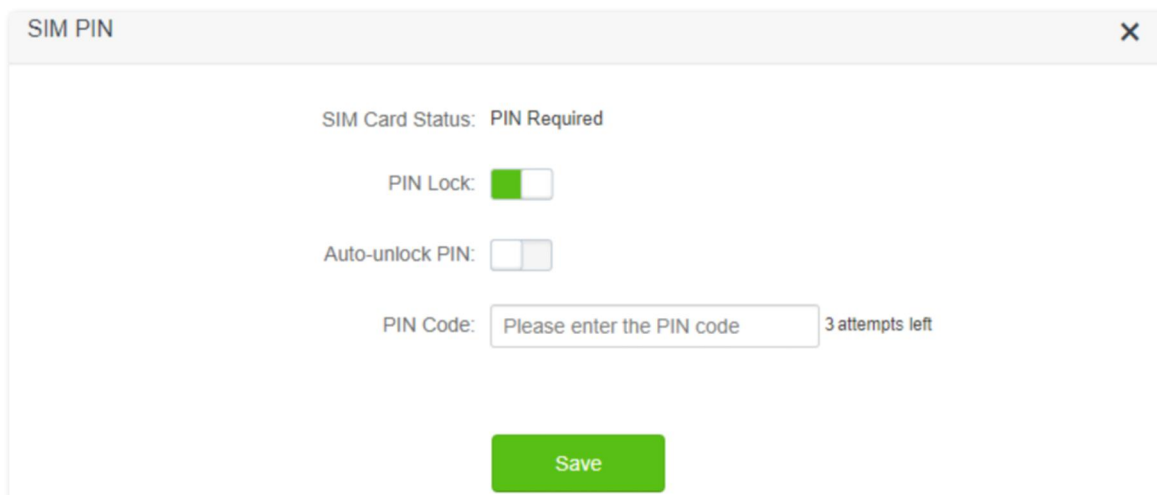 SIM PIN
SIM Card Status: PIN Required
PIN Lock:
Auto-unlock PIN:
PIN Code: Please enter the PIN code 3 attempts left
Save